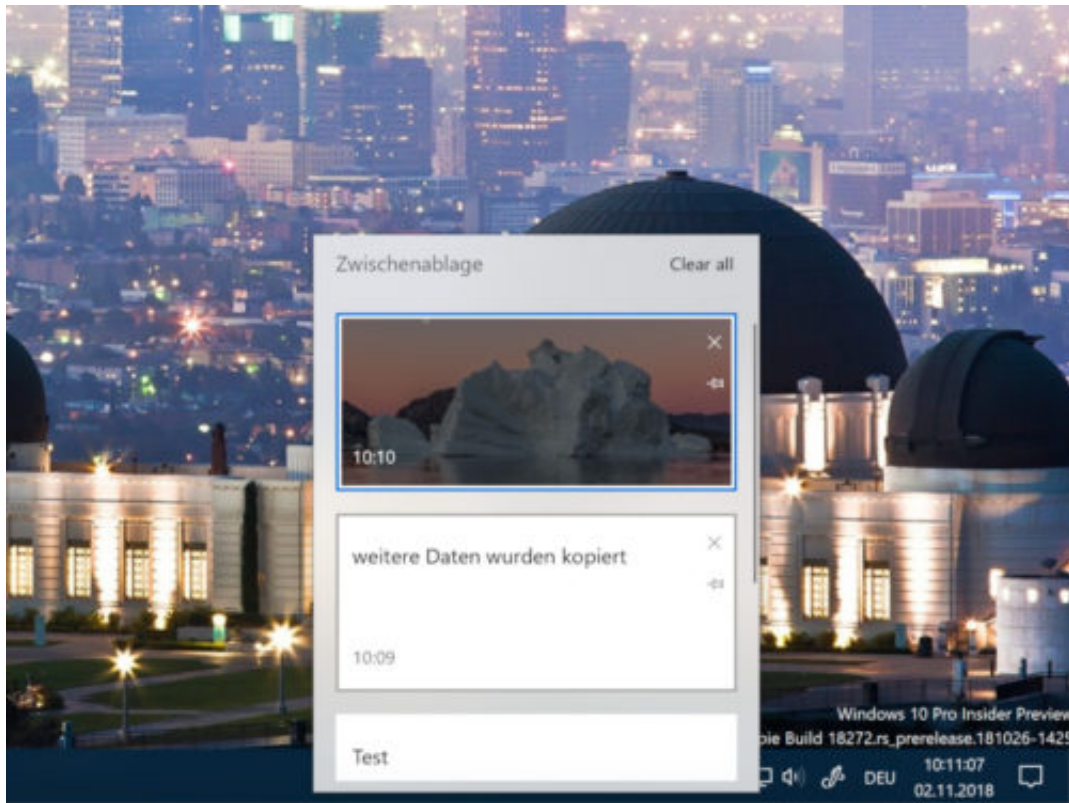 Zwischenablage Clear all
10:10
weitere Daten wurden kopiert
10:09
Test
Windows 10 Pro Insider Preview
Build 18272.rs_prerelease.181026-1425
DEU 10:11:07
02.11.2018